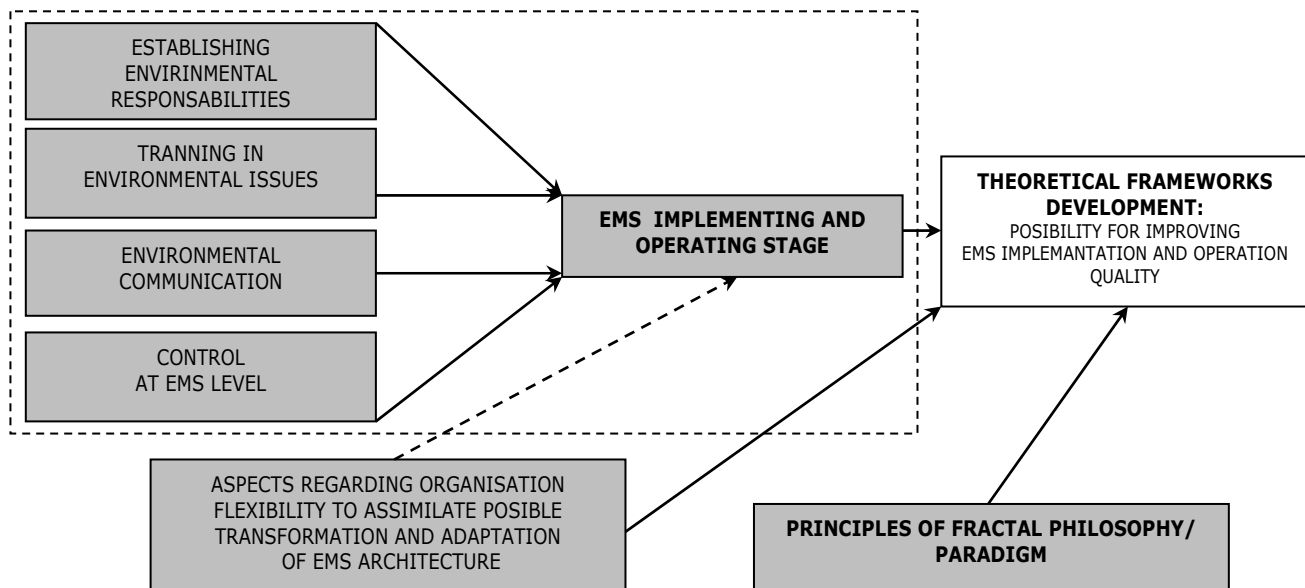 ESTABLISHING
ENVIRINMENTAL
RESPONSABILITIES
TRANNING IN
ENVIRONMENTAL ISSUES
ENVIRONMENTAL
COMMUNICATION
CONTROL
AT EMS LEVEL
EMS IMPLEMENTING AND
OPERATING STAGE
THEORETICAL FRAMEWORKS
DEVELOPMENT:
POSIBILITY FOR IMPROVING
EMS IMPLEMANTATION AND OPERATION
QUALITY
ASPECTS REGARDING ORGANISATION
FLEXIBILITY TO ASSIMILATE POSIBLE
TRANSFORMATION AND ADAPTATION
OF EMS ARCHITECTURE
PRINCIPLES OF FRACTAL PHILOSOPHY/
PARADIGM